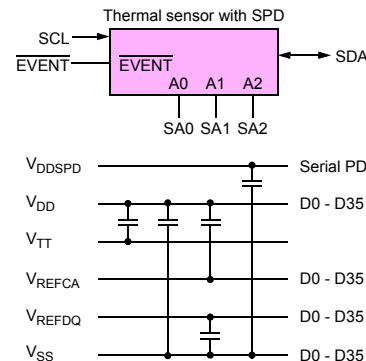 Thermal sensor with SPD
SCL
EVENT EVENT SDA
A0 A1 A2
SA0 SA1 SA2
VDDSPD Serial PD
VDD D0 - D35
VTT
VREFCA D0 - D35
VREFDQ D0 - D35
VSS D0 - D35